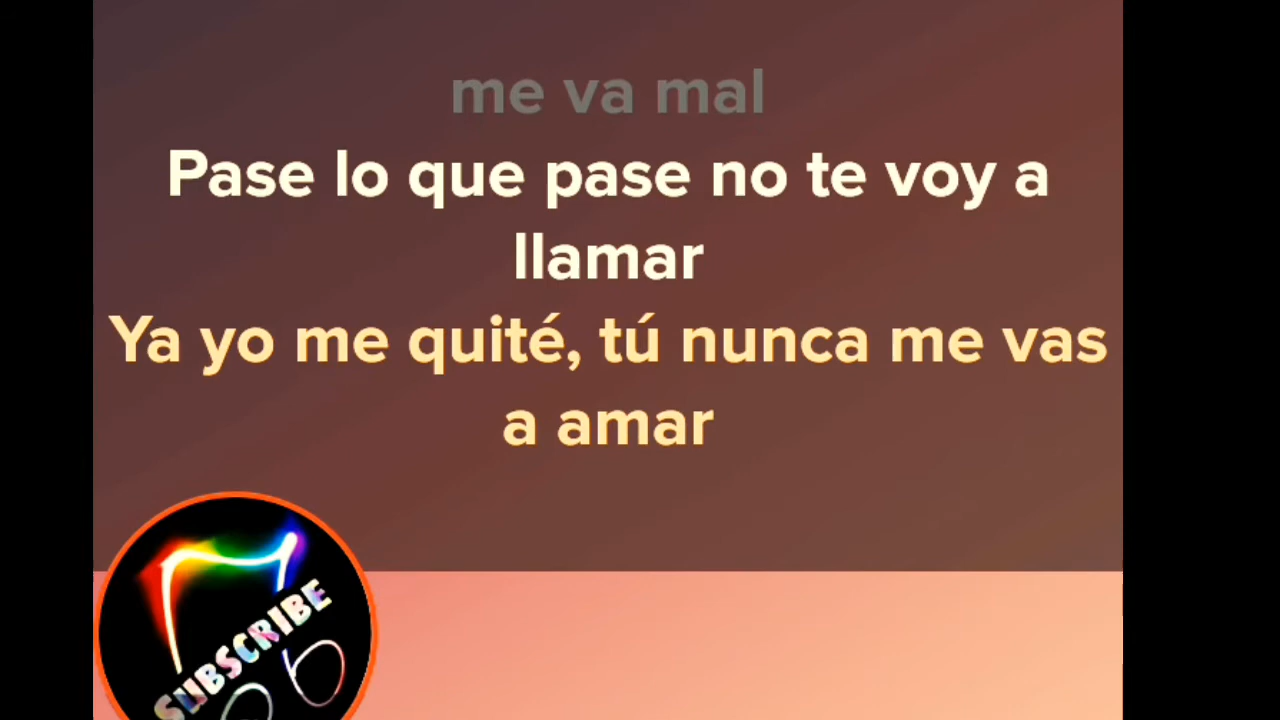 me va mal
Pase lo que pase no te voy a
llamar
Ya yo me quité, tú nunca me vas
a amar
SUBSCRIBE